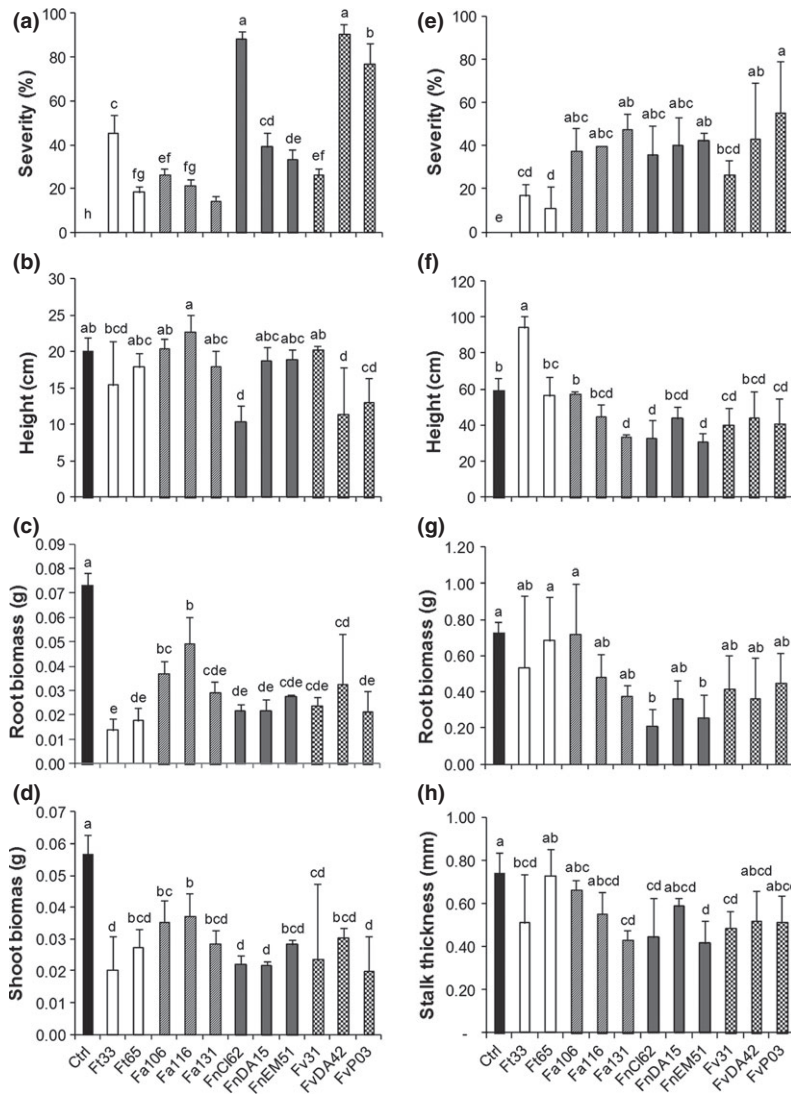 (a)
Severity (%)
100
80
60
40
20
0
h c fg ef fg a cd de ef a b
(b)
Height (cm)
30
25
20
15
10
5
0
ab bcd abc ab a abc d abc abc ab d cd
(c)
Root biomass (g)
0.09
0.08
0.07
0.06
0.05
0.04
0.03
0.02
0.01
0.00
a e de bc b cde de de cde cde cd de
(d)
Shoot biomas (g)
0.07
0.06
0.05
0.04
0.03
0.02
0.01
0.00
a d bcd bc b bcd d d bcd cd bcd d
Ctrl Ft33 Ft65 Fa106 Fa116 Fa131 FnCl62 FnDA15 FnEM51 Fv31 FvDA42 FvP03
(e)
Severity (%)
100
80
60
40
20
0
e cd d abc abc ab abc abc ab bcd ab a
(f)
Height (cm)
120
100
80
60
40
20
0
b a bc b bcd d d bcd d cd bcd cd
(g)
Root biomass (g)
1.20
1.00
0.80
0.60
0.40
0.20
0.00
a ab a a ab ab b ab b ab ab ab
(h)
Stalk thickness (mm)
1.00
0.80
0.60
0.40
0.20
-
a bcd ab abc abcd cd cd abcd d cd abcd abcd
Ctrl Ft33 Ft65 Fa106 Fa116 Fa131 FnCl62 FnDA15 FnEM51 Fv31 FvDA42 FvP03